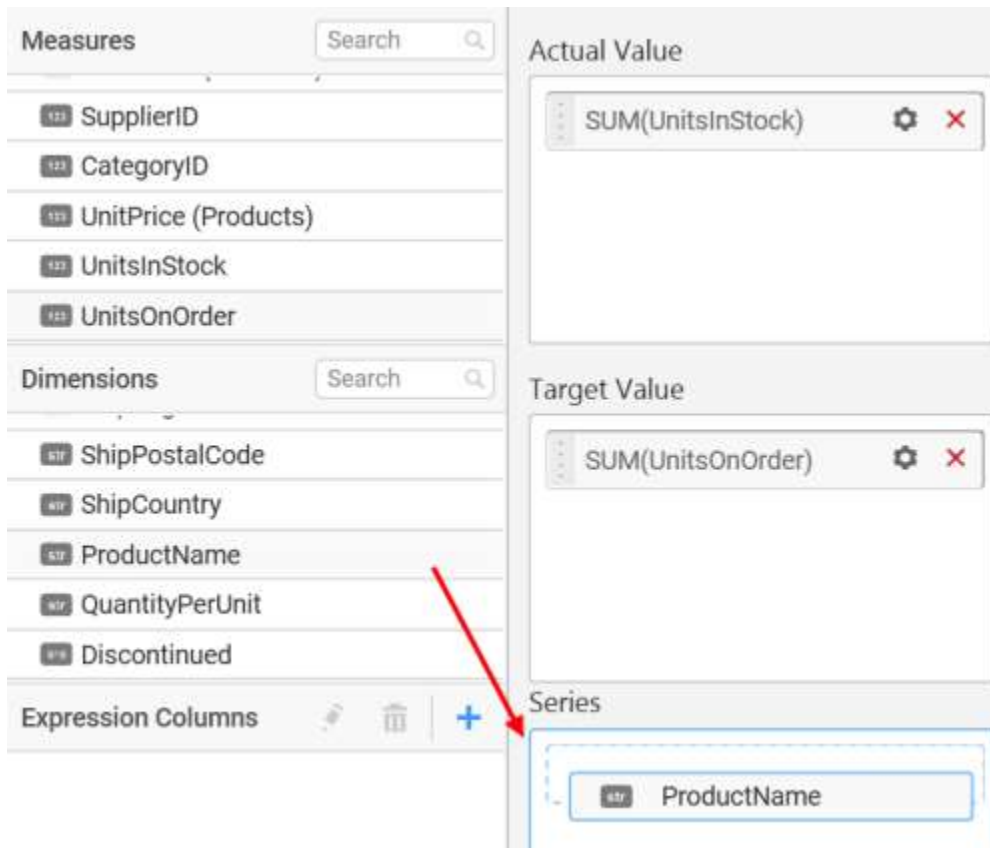 Measures
Search
SupplierID
CategoryID
UnitPrice (Products)
UnitsInStock
UnitsOnOrder
Dimensions
Search
ShipPostalCode
ShipCountry
ProductName
QuantityPerUnit
Discontinued
Expression Columns
Actual Value
SUM(UnitsInStock)
Target Value
SUM(UnitsOnOrder)
Series
str ProductName